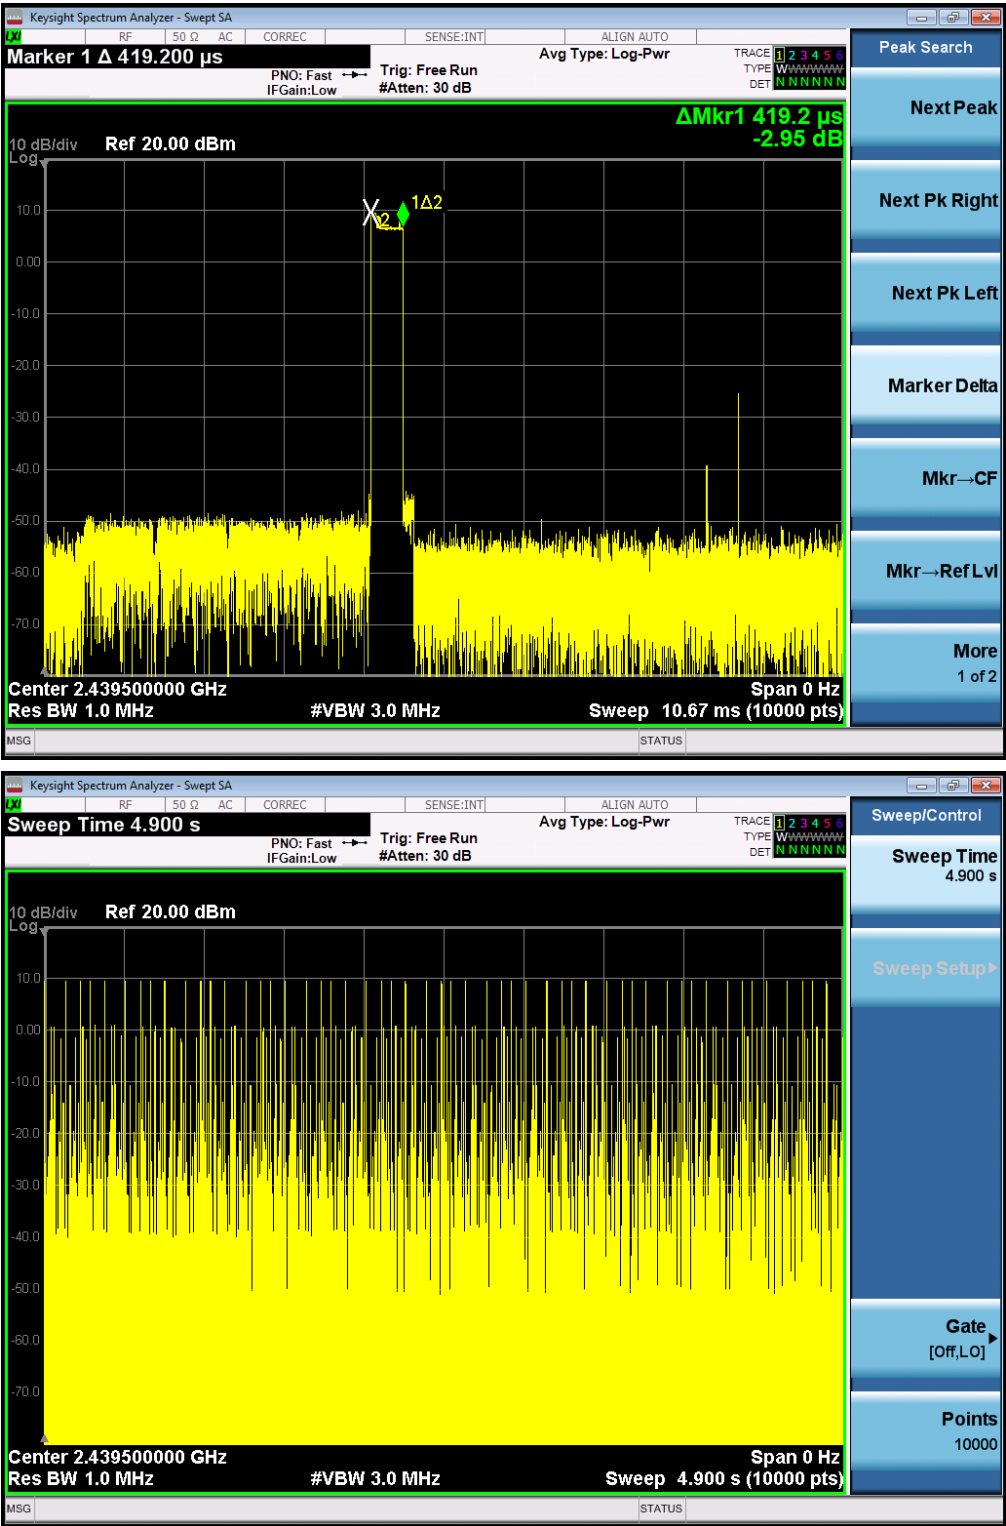 Keysight Spectrum Analyzer - Swept SA
LXI RF 50 Ω AC CORREC SENSE:INT ALIGN AUTO
Marker 1 Δ 419.200 µs
PNO: Fast
IFGain:Low
Trig: Free Run
#Atten: 30 dB
Avg Type: Log-Pwr
TRACE 1 2 3 4 5 6
TYPE WWWWWW
DET N N N N N N
Peak Search
Next Peak
Next Pk Right
Next Pk Left
Marker Delta
Mkr→CF
Mkr→Ref Lvl
More
1 of 2
ΔMkr1 419.2 µs
-2.95 dB
10 dB/div Ref 20.00 dBm
Log
10.0
0.00
-10.0
-20.0
-30.0
-40.0
-50.0
-60.0
-70.0
X2 1Δ2
Center 2.439500000 GHz Span 0 Hz
Res BW 1.0 MHz #VBW 3.0 MHz Sweep 10.67 ms (10000 pts)
MSG STATUS
Keysight Spectrum Analyzer - Swept SA
LXI RF 50 Ω AC CORREC SENSE:INT ALIGN AUTO
Sweep Time 4.900 s
PNO: Fast
IFGain:Low
Trig: Free Run
#Atten: 30 dB
Avg Type: Log-Pwr
TRACE 1 2 3 4 5 6
TYPE WWWWWW
DET N N N N N N
Sweep/Control
Sweep Time
4.900 s
Sweep Setup
Gate
[Off,LO]
Points
10000
10 dB/div Ref 20.00 dBm
Log
10.0
0.00
-10.0
-20.0
-30.0
-40.0
-50.0
-60.0
-70.0
Center 2.439500000 GHz Span 0 Hz
Res BW 1.0 MHz #VBW 3.0 MHz Sweep 4.900 s (10000 pts)
MSG STATUS